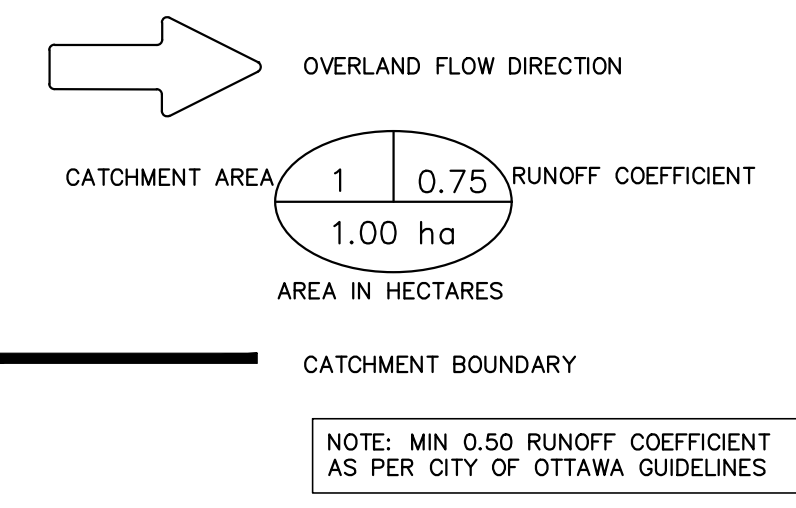 OVERLAND FLOW DIRECTION
CATCHMENT AREA 1 0.75 RUNOFF COEFFICIENT
1.00 ha
AREA IN HECTARES
CATCHMENT BOUNDARY
NOTE: MIN 0.50 RUNOFF COEFFICIENT
AS PER CITY OF OTTAWA GUIDELINES